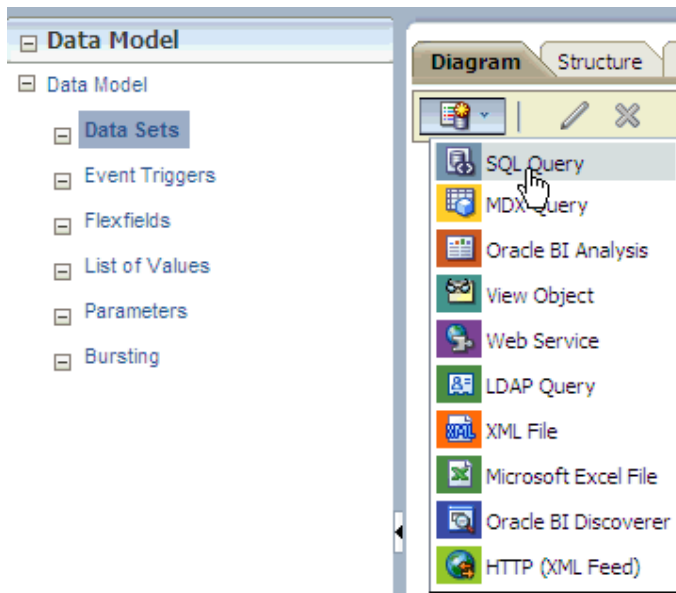 Data Model
Data Model
Data Sets
Event Triggers
Flexfields
List of Values
Parameters
Bursting
Diagram Structure
SQL Query
MDX Query
Oracle BI Analysis
View Object
Web Service
LDAP Query
XML File
Microsoft Excel File
Oracle BI Discoverer
HTTP (XML Feed)